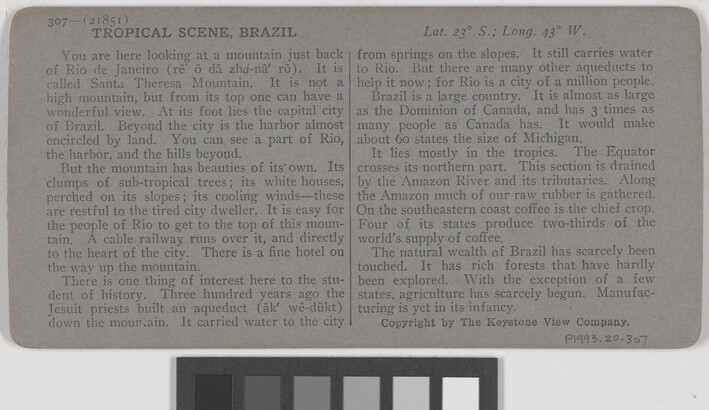 307—(21851)
TROPICAL SCENE, BRAZIL
Lat. 23° S.; Long. 43° W.
You are here looking at a mountain just back
of Rio de Janeiro (rē′ ō dā zhȧ-nā′ rō). It is
called Santa Theresa Mountain. It is not a
high mountain, but from its top one can have a
wonderful view. At its foot lies the capital city
of Brazil. Beyond the city is the harbor almost
encircled by land. You can see a part of Rio,
the harbor, and the hills beyond.
But the mountain has beauties of its own. Its
clumps of sub-tropical trees; its white houses,
perched on its slopes; its cooling winds—these
are restful to the tired city dweller. It is easy for
the people of Rio to get to the top of this moun-
tain. A cable railway runs over it, and directly
to the heart of the city. There is a fine hotel on
the way up the mountain.
There is one thing of interest here to the stu-
dent of history. Three hundred years ago the
Jesuit priests built an aqueduct (ăk′ wē-dŭkt)
down the mountain. It carried water to the city
from springs on the slopes. It still carries water
to Rio. But there are many other aqueducts to
help it now; for Rio is a city of a million people.
Brazil is a large country. It is almost as large
as the Dominion of Canada, and has 3 times as
many people as Canada has. It would make
about 60 states the size of Michigan.
It lies mostly in the tropics. The Equator
crosses its northern part. This section is drained
by the Amazon River and its tributaries. Along
the Amazon much of our raw rubber is gathered.
On the southeastern coast coffee is the chief crop.
Four of its states produce two-thirds of the
world's supply of coffee.
The natural wealth of Brazil has scarcely been
touched. It has rich forests that have hardly
been explored. With the exception of a few
states, agriculture has scarcely begun. Manufac-
turing is yet in its infancy.
Copyright by The Keystone View Company.
P1993.20.307